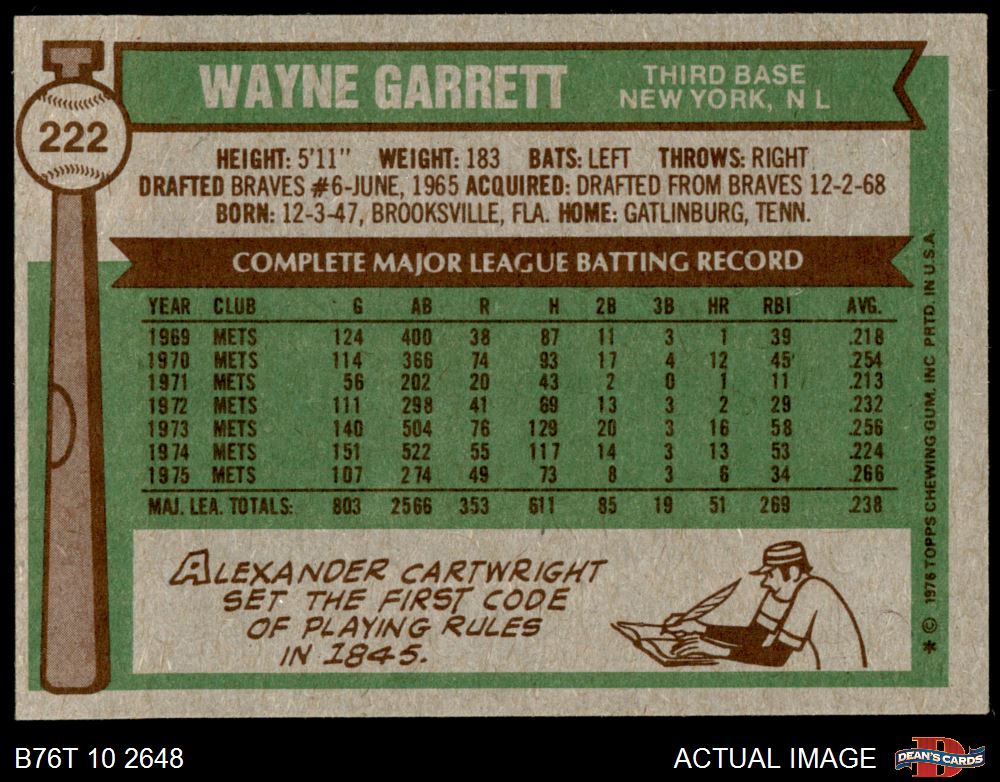 222
WAYNE GARRETT
THIRD BASE
NEW YORK, N L
HEIGHT: 5'11" WEIGHT: 183 BATS: LEFT THROWS: RIGHT
DRAFTED BRAVES #6-JUNE, 1965 ACQUIRED: DRAFTED FROM BRAVES 12-2-68
BORN: 12-3-47, BROOKSVILLE, FLA. HOME: GATLINBURG, TENN.
COMPLETE MAJOR LEAGUE BATTING RECORD
YEAR CLUB G AB R H 2B 3B HR RBI AVG.
1969 METS 124 400 38 87 11 3 1 39 .218
1970 METS 114 366 74 93 17 4 12 45 .254
1971 METS 56 202 20 43 2 0 1 11 .213
1972 METS 111 298 41 69 13 3 2 29 .232
1973 METS 140 504 76 129 20 3 16 58 .256
1974 METS 151 522 55 117 14 3 13 53 .224
1975 METS 107 274 49 73 8 3 6 34 .266
MAJ. LEA. TOTALS: 803 2566 353 611 85 19 51 269 .238
ALEXANDER CARTWRIGHT
SET THE FIRST CODE
OF PLAYING RULES
IN 1845.
* © 1976 TOPPS CHEWING GUM, INC PRTD. IN U.S.A.
B76T 10 2648
ACTUAL IMAGE
D
DEAN'S CARDS